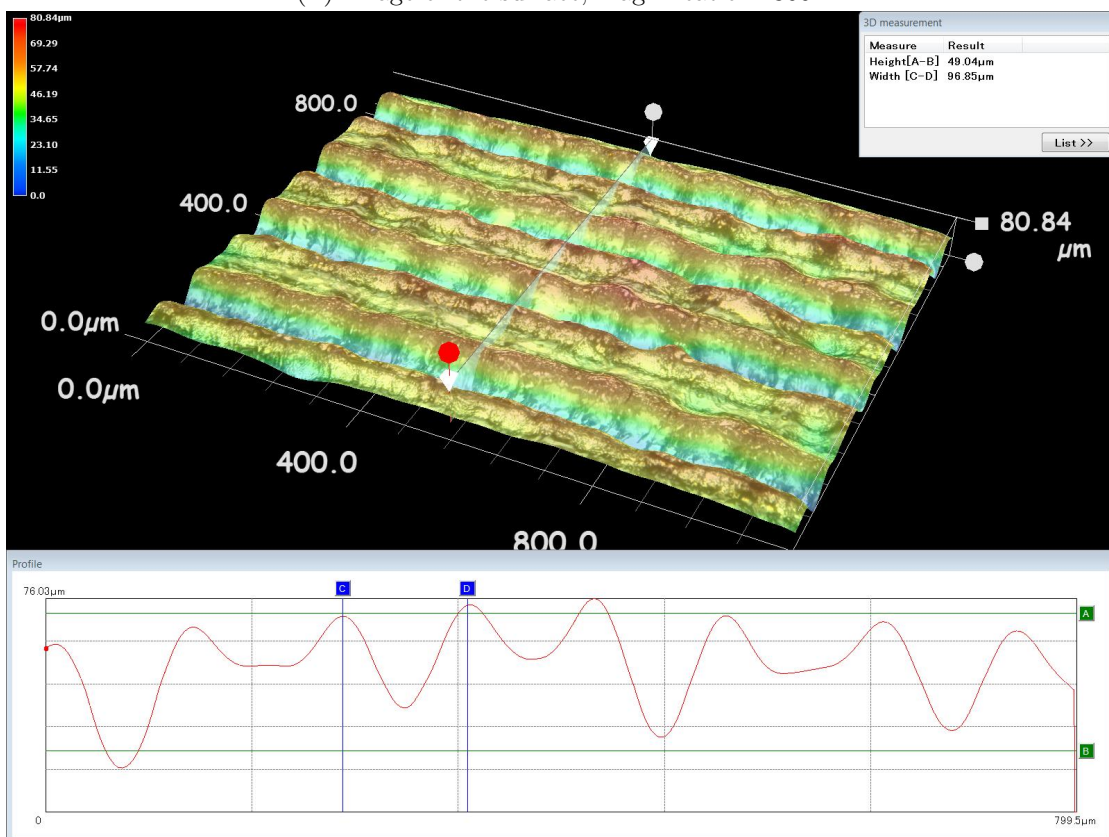 80.84μm
69.29
57.74
46.19
34.65
23.10
11.55
0.0
3D measurement
Measure Result
Height[A-B] 49.04μm
Width [C-D] 96.85μm
List >>
800.0
400.0
0.0μm
0.0μm
400.0
800.0
80.84
μm
Profile
76.03μm
C
D
A
B
0
799.5μm